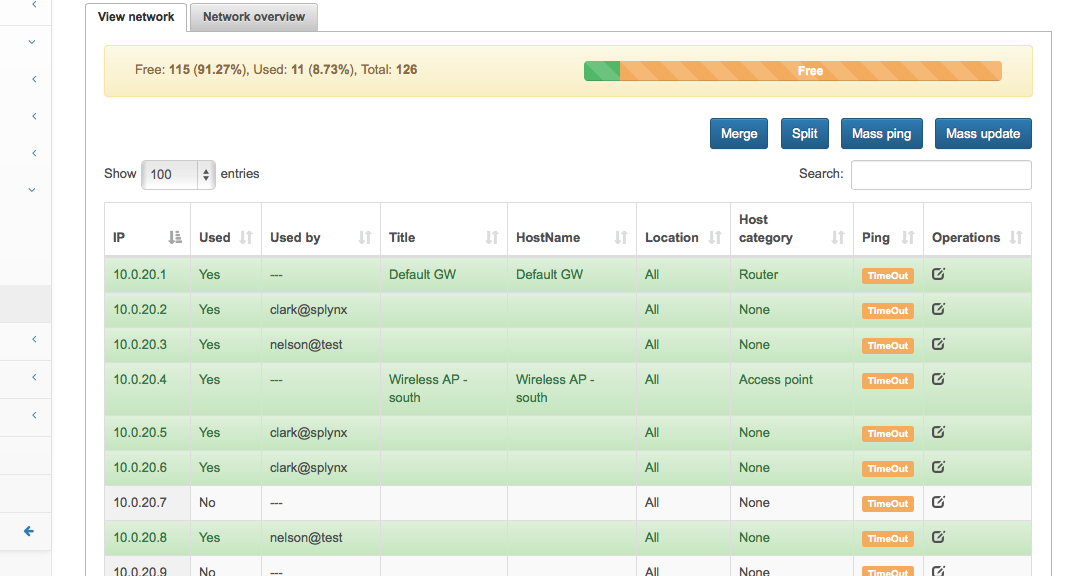 View network Network overview
Free: 115 (91.27%), Used: 11 (8.73%), Total: 126 Free
Merge Split Mass ping Mass update
Show 100 entries Search:
IP Used Used by Title HostName Location Host category Ping Operations
10.0.20.1 Yes --- Default GW Default GW All Router TimeOut
10.0.20.2 Yes clark@splynx All None TimeOut
10.0.20.3 Yes nelson@test All None TimeOut
10.0.20.4 Yes --- Wireless AP - south Wireless AP - south All Access point TimeOut
10.0.20.5 Yes clark@splynx All None TimeOut
10.0.20.6 Yes clark@splynx All None TimeOut
10.0.20.7 No --- All None TimeOut
10.0.20.8 Yes nelson@test All None TimeOut
10.0.20.9 No --- All None TimeOut